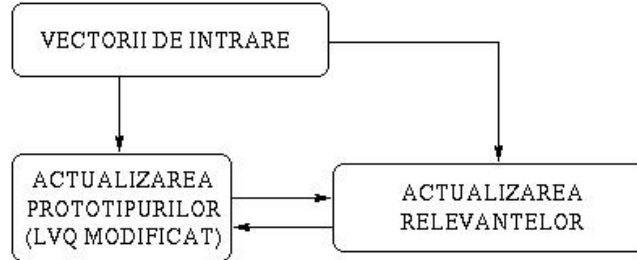 VECTORII DE INTRARE
ACTUALIZAREA
PROTOTIPURILOR
(LVQ MODIFICAT)
ACTUALIZAREA
RELEVANTELOR